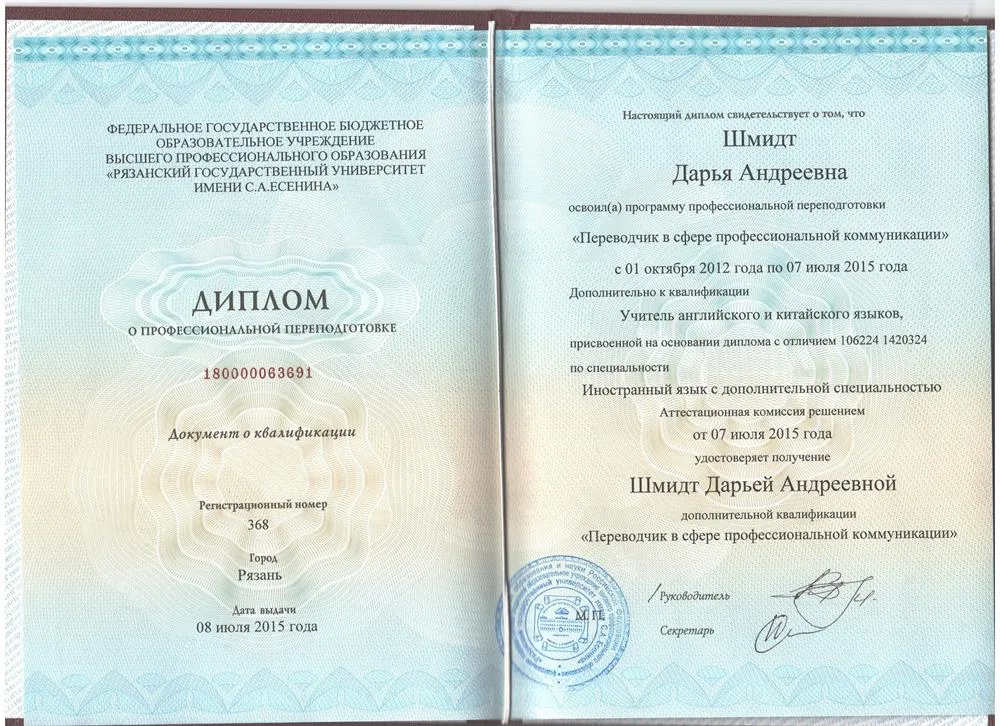 ФЕДЕРАЛЬНОЕ ГОСУДАРСТВЕННОЕ БЮДЖЕТНОЕ
ОБРАЗОВАТЕЛЬНОЕ УЧРЕЖДЕНИЕ
ВЫСШЕГО ПРОФЕССИОНАЛЬНОГО ОБРАЗОВАНИЯ
«РЯЗАНСКИЙ ГОСУДАРСТВЕННЫЙ УНИВЕРСИТЕТ
ИМЕНИ С.А.ЕСЕНИНА»
ДИПЛОМ
О ПРОФЕССИОНАЛЬНОЙ ПЕРЕПОДГОТОВКЕ
180000063691
Документ о квалификации
Регистрационный номер
368
Город
Рязань
Дата выдачи
08 июля 2015 года
Настоящий диплом свидетельствует о том, что
Шмидт
Дарья Андреевна
освоил(а) программу профессиональной переподготовки
«Переводчик в сфере профессиональной коммуникации»
с 01 октября 2012 года по 07 июля 2015 года
Дополнительно к квалификации
Учитель английского и китайского языков,
присвоенной на основании диплома с отличием 106224 1420324
по специальности
Иностранный язык с дополнительной специальностью
Аттестационная комиссия решением
от 07 июля 2015 года
удостоверяет получение
Шмидт Дарьей Андреевной
дополнительной квалификации
«Переводчик в сфере профессиональной коммуникации»
Руководитель
М.П.
Секретарь